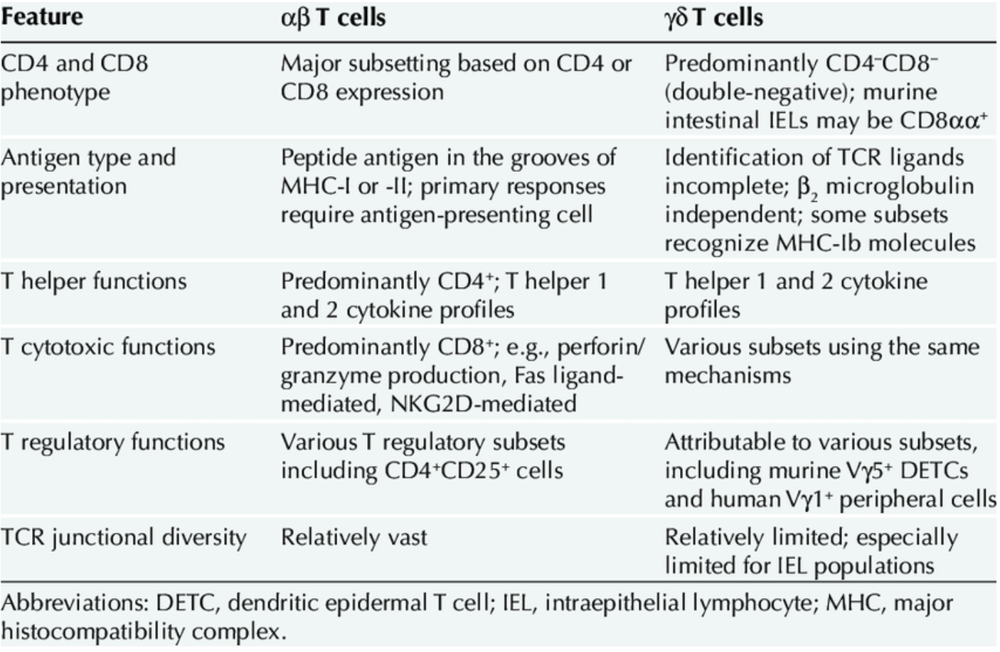 Feature αβ T cells γδ T cells
CD4 and CD8 Major subsetting based on CD4 or Predominantly CD4⁻CD8⁻
phenotype CD8 expression (double-negative); murine
intestinal IELs may be CD8αα⁺
Antigen type and Peptide antigen in the grooves of Identification of TCR ligands
presentation MHC-I or -II; primary responses incomplete; β₂ microglobulin
require antigen-presenting cell independent; some subsets
recognize MHC-Ib molecules
T helper functions Predominantly CD4⁺; T helper 1 T helper 1 and 2 cytokine
and 2 cytokine profiles profiles
T cytotoxic functions Predominantly CD8⁺; e.g., perforin/ Various subsets using the same
granzyme production, Fas ligand- mechanisms
mediated, NKG2D-mediated
T regulatory functions Various T regulatory subsets Attributable to various subsets,
including CD4⁺CD25⁺ cells including murine Vγ5⁺ DETCs
and human Vγ1⁺ peripheral cells
TCR junctional diversity Relatively vast Relatively limited; especially
limited for IEL populations
Abbreviations: DETC, dendritic epidermal T cell; IEL, intraepithelial lymphocyte; MHC, major
histocompatibility complex.